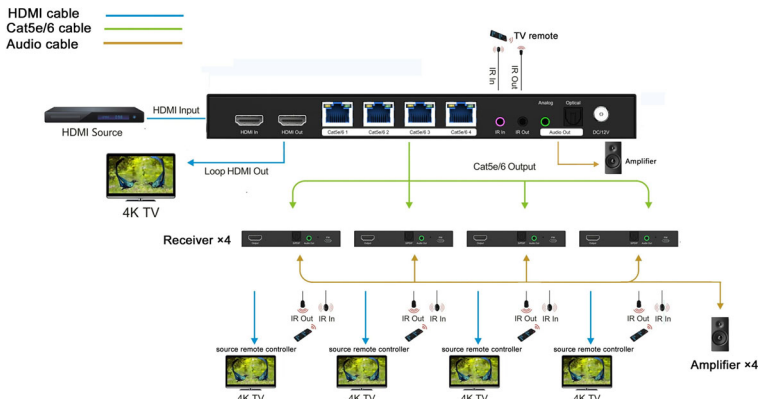 HDMI cable
Cat5e/6 cable
Audio cable
TV remote
IR In
IR Out
HDMI Input
HDMI Source
HDMI In
HDMI Out
Cat5e/6 1
Cat5e/6 2
Cat5e/6 3
Cat5e/6 4
IR In
IR Out
Analog
Optical
Audio Out
DC/12V
Loop HDMI Out
Cat5e/6 Output
Amplifier
4K TV
Receiver ×4
IR Out IR In
IR Out IR In
IR Out IR In
IR Out IR In
source remote controller
source remote controller
source remote controller
source remote controller
Amplifier ×4
4K TV
4K TV
4K TV
4K TV